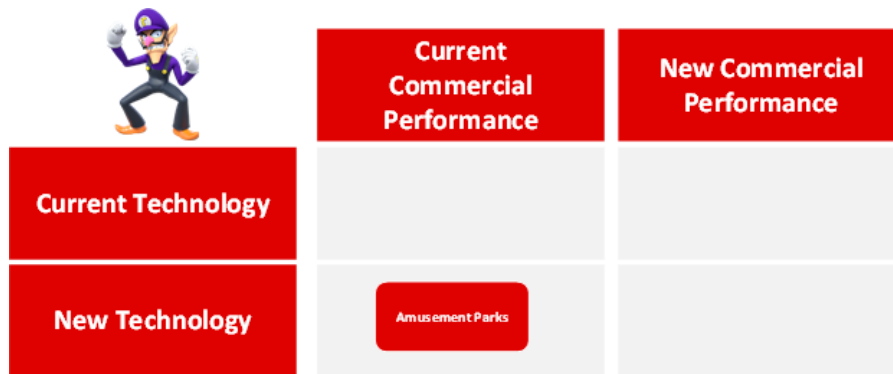 Current
Commercial
Performance
New Commercial
Performance
Current Technology
New Technology
Amusement Parks